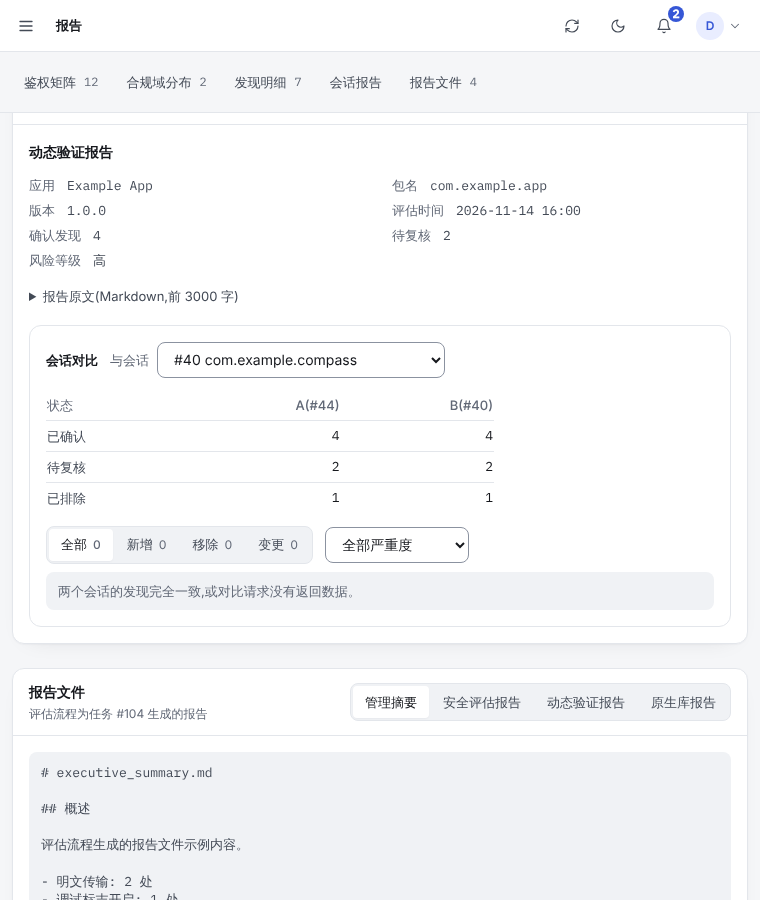 报告
2
D
鉴权矩阵 12 合规域分布 2 发现明细 7 会话报告 报告文件 4
动态验证报告
应用 Example App 包名 com.example.app
版本 1.0.0 评估时间 2026-11-14 16:00
确认发现 4 待复核 2
风险等级 高
报告原文(Markdown,前 3000 字)
会话对比 与会话 #40 com.example.compass
状态 A(#44) B(#40)
已确认 4 4
待复核 2 2
已排除 1 1
全部 0 新增 0 移除 0 变更 0 全部严重度
两个会话的发现完全一致,或对比请求没有返回数据。
报告文件
评估流程为任务 #104 生成的报告
管理摘要 安全评估报告 动态验证报告 原生库报告
# executive_summary.md
## 概述
评估流程生成的报告文件示例内容。
- 明文传输: 2 处
- 调试标志开启: 1 处